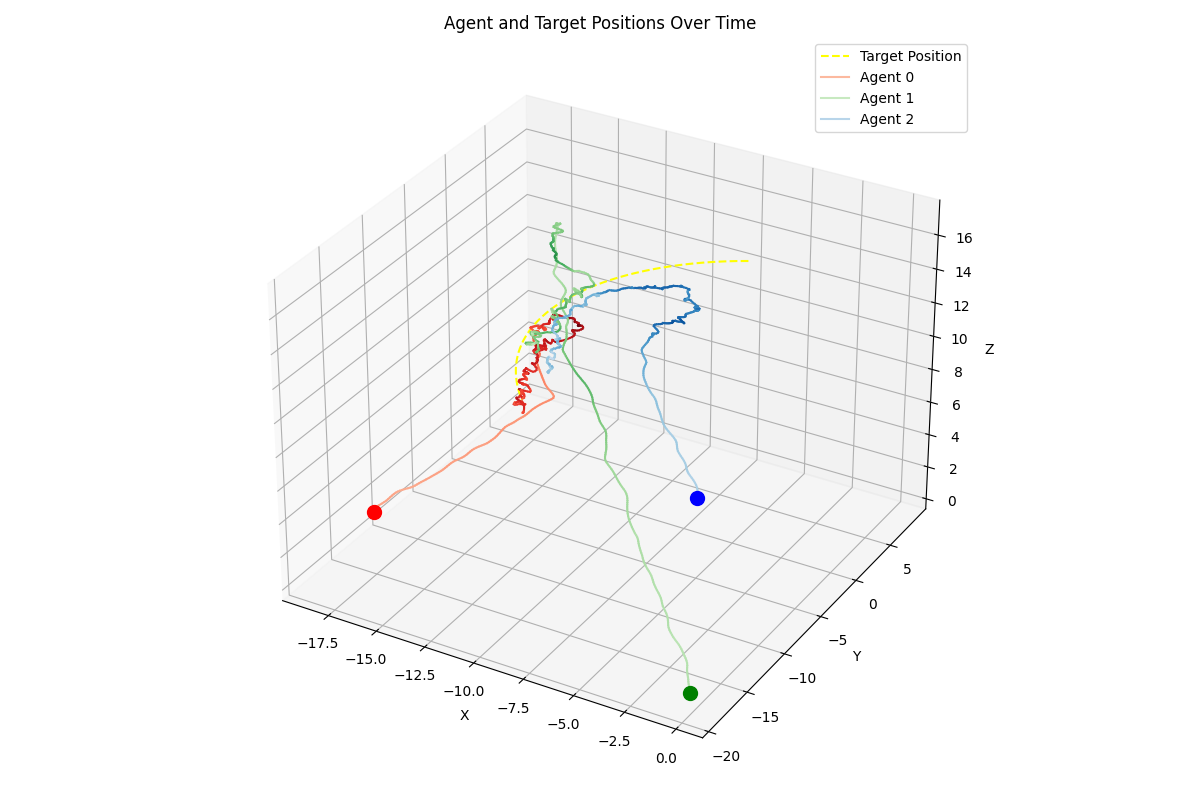 Agent and Target Positions Over Time
Target Position
Agent 0
Agent 1
Agent 2
16
14
12
10
8
6
4
2
0
Z
5
0
−5
−10
−15
−20
Y
−17.5
−15.0
−12.5
−10.0
−7.5
−5.0
−2.5
0.0
X